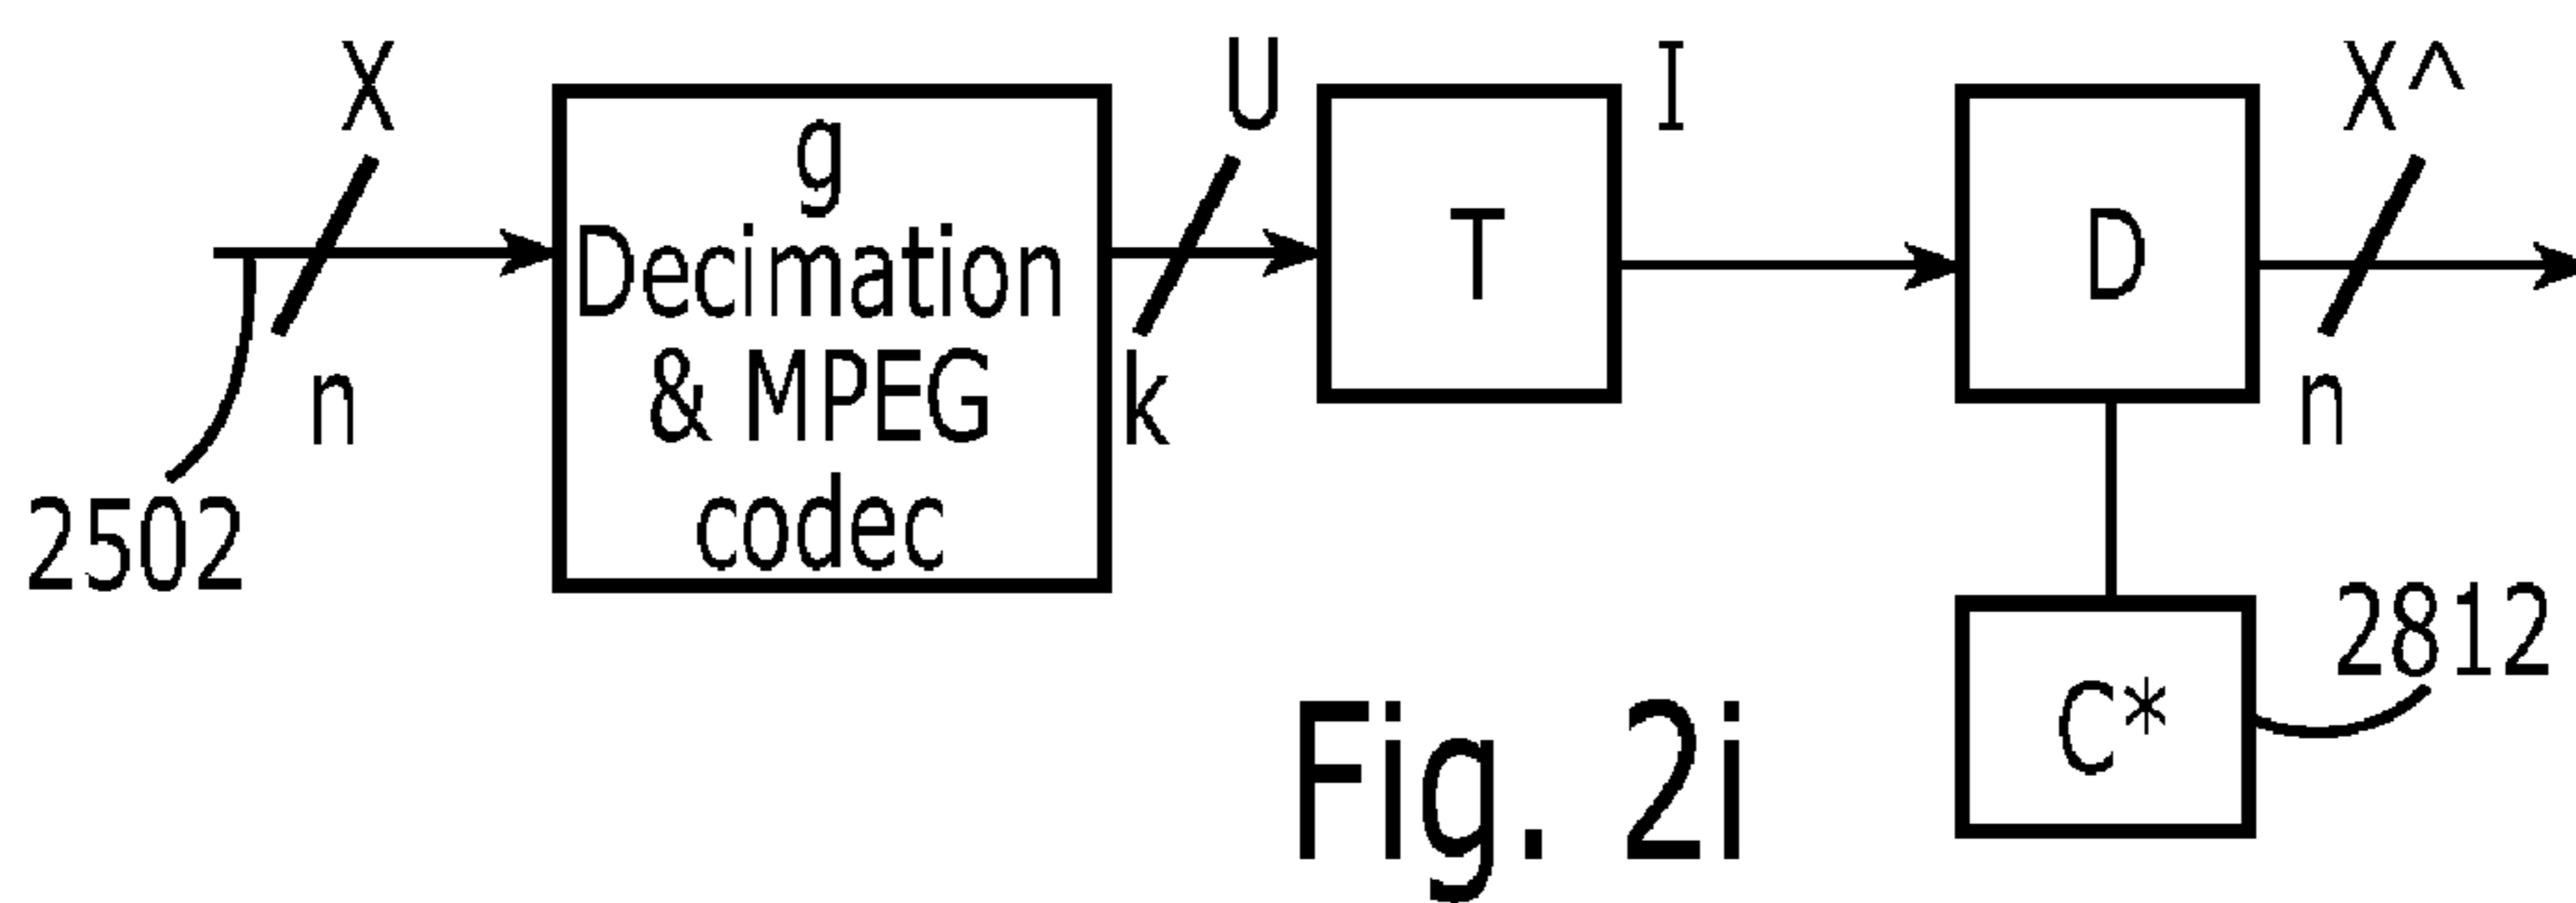 X
U
I
X^
g
Decimation
& MPEG
codec
T
D
n
k
n
2502
2812
C*
Fig. 2i